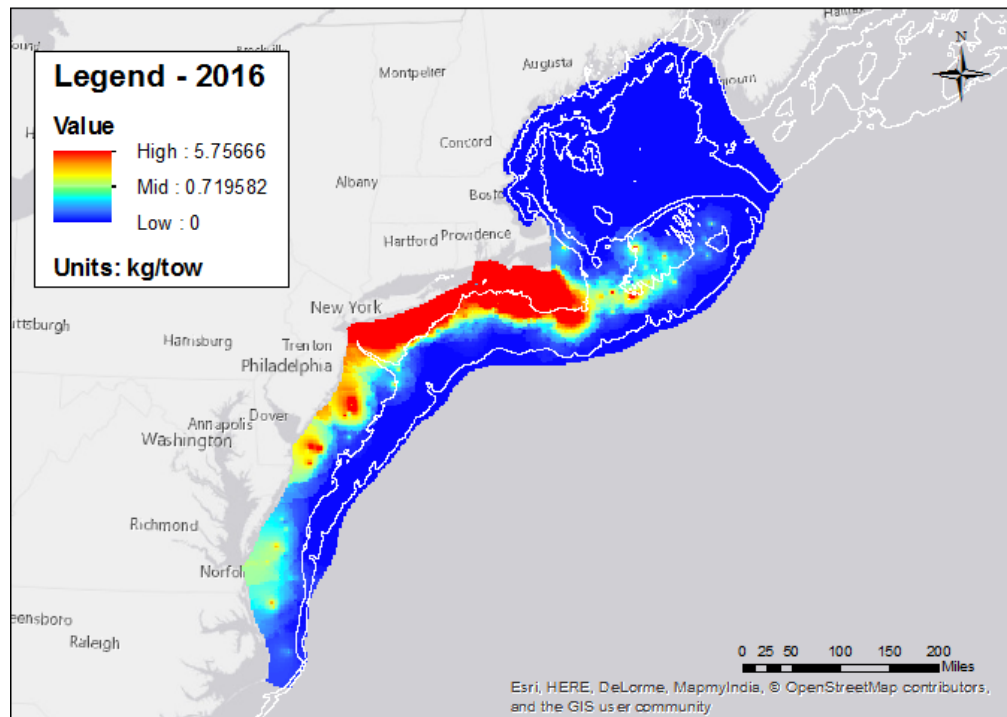 Halifax
N
Legend - 2016
Value
High : 5.75666
Mid : 0.719582
Low : 0
Units: kg/tow
Augusta
Montpelier
Concord
Albany
Hartford Providence
New York
Harrisburg
Trenton
Philadelphia
Dover
Annapolis
Washington
Richmond
Raleigh
0 25 50 100 150 200
Miles
Esri, HERE, DeLorme, MapmyIndia, © OpenStreetMap contributors,
and the GIS user community